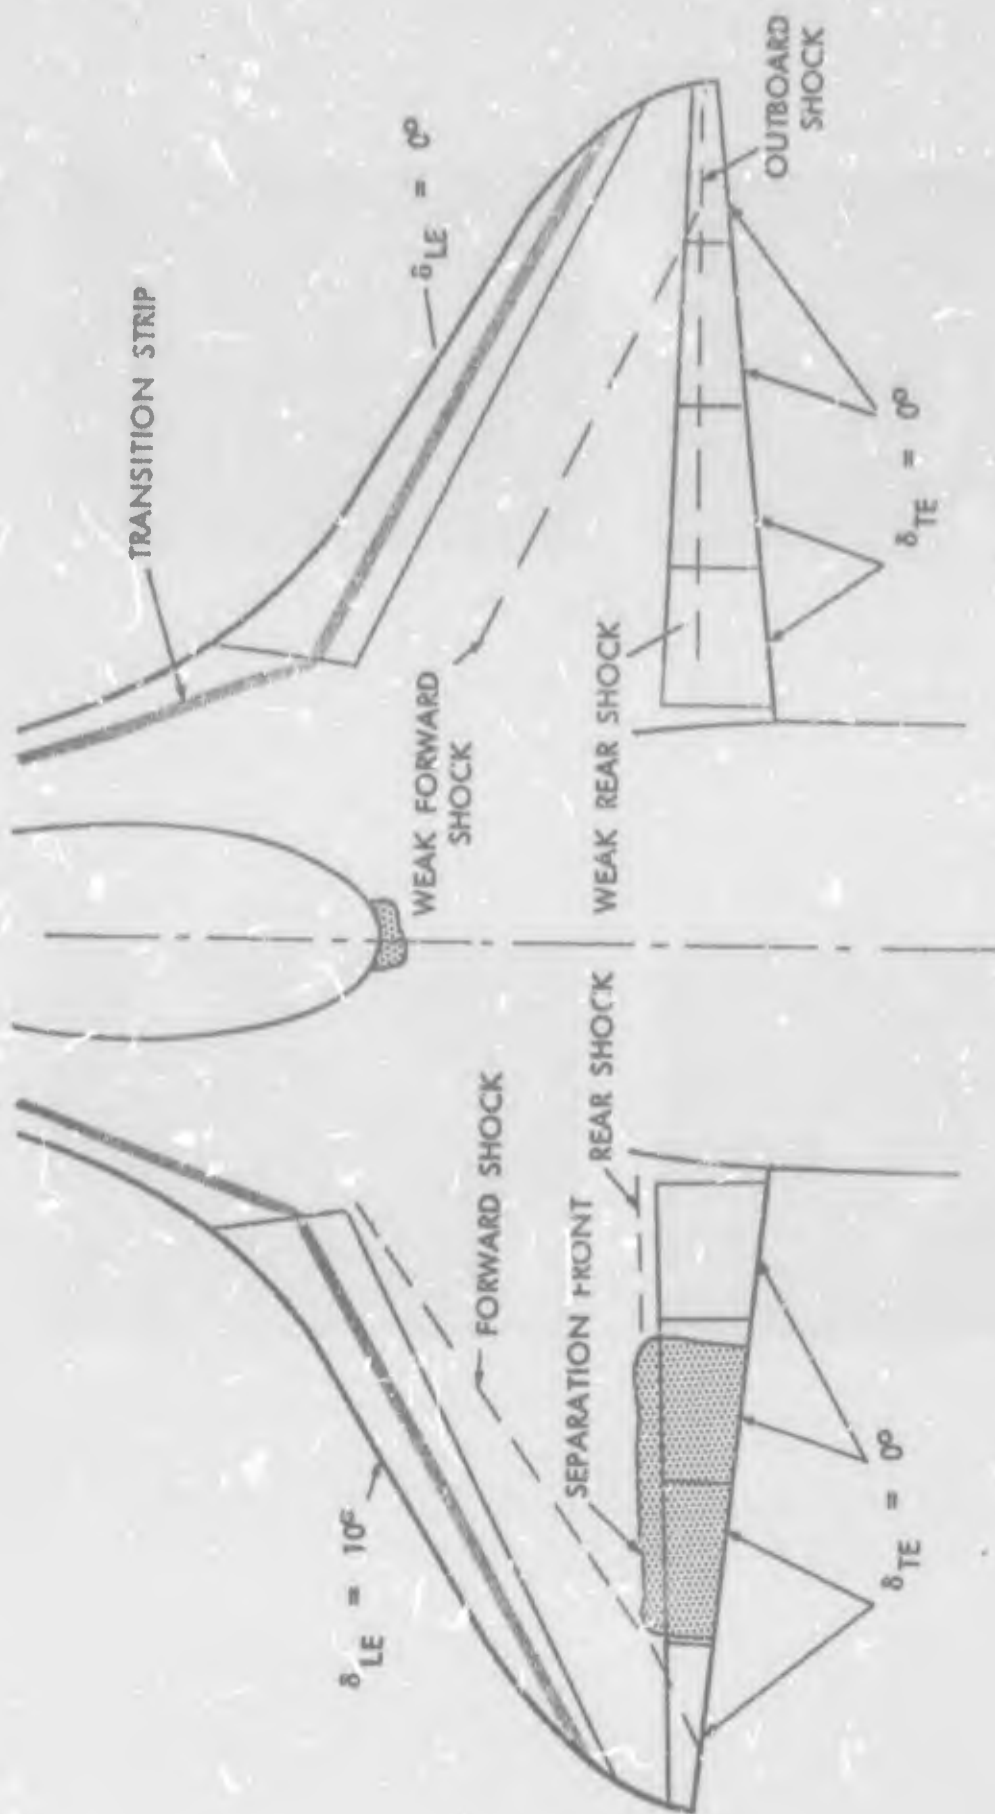 TRANSITION STRIP
δLE = 0°
OUTBOARD
SHOCK
WEAK FORWARD
SHOCK
WEAK REAR SHOCK
δTE = 0°
δLE = 10°
FORWARD SHOCK
SEPARATION FRONT
REAR SHOCK
δTE = 0°